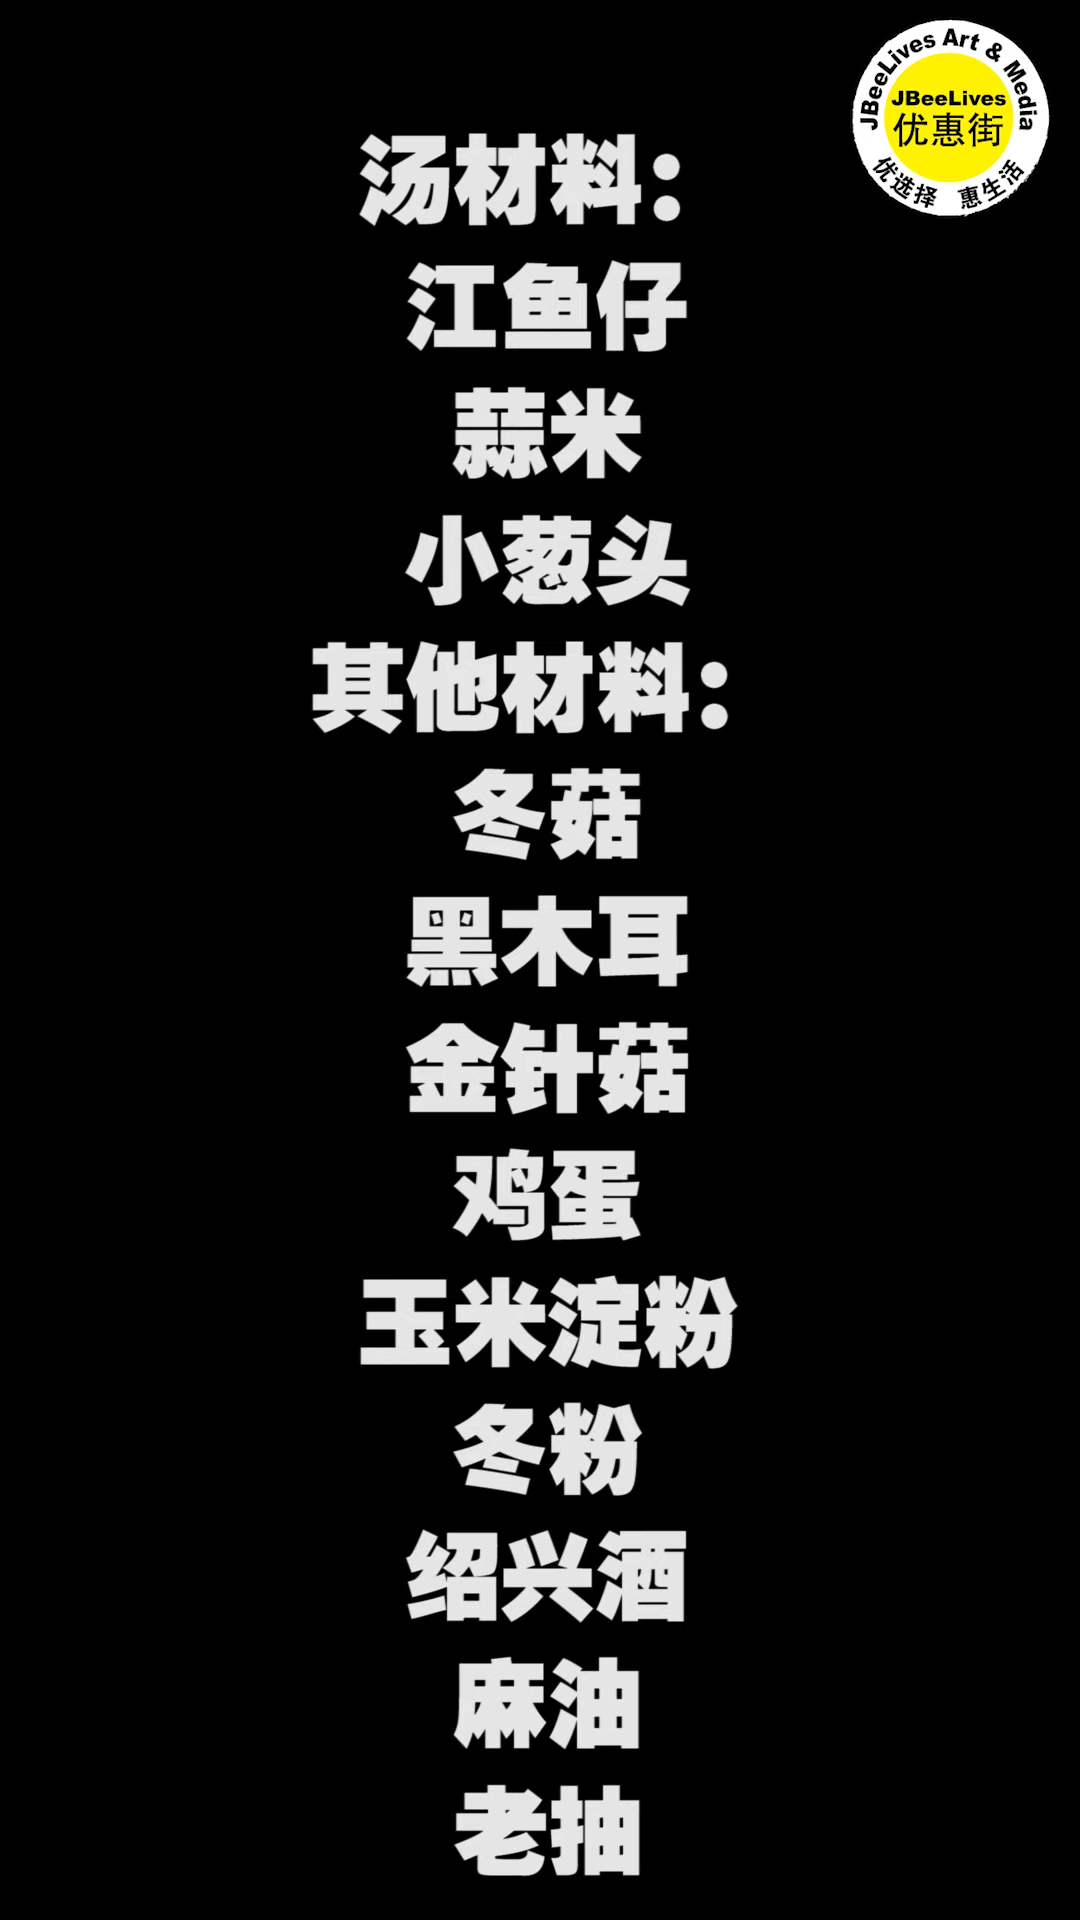 JBeeLives Art & Media
JBeeLives
优惠街
优选择 惠生活
汤材料：
江鱼仔
蒜米
小葱头
其他材料：
冬菇
黑木耳
金针菇
鸡蛋
玉米淀粉
冬粉
绍兴酒
麻油
老抽